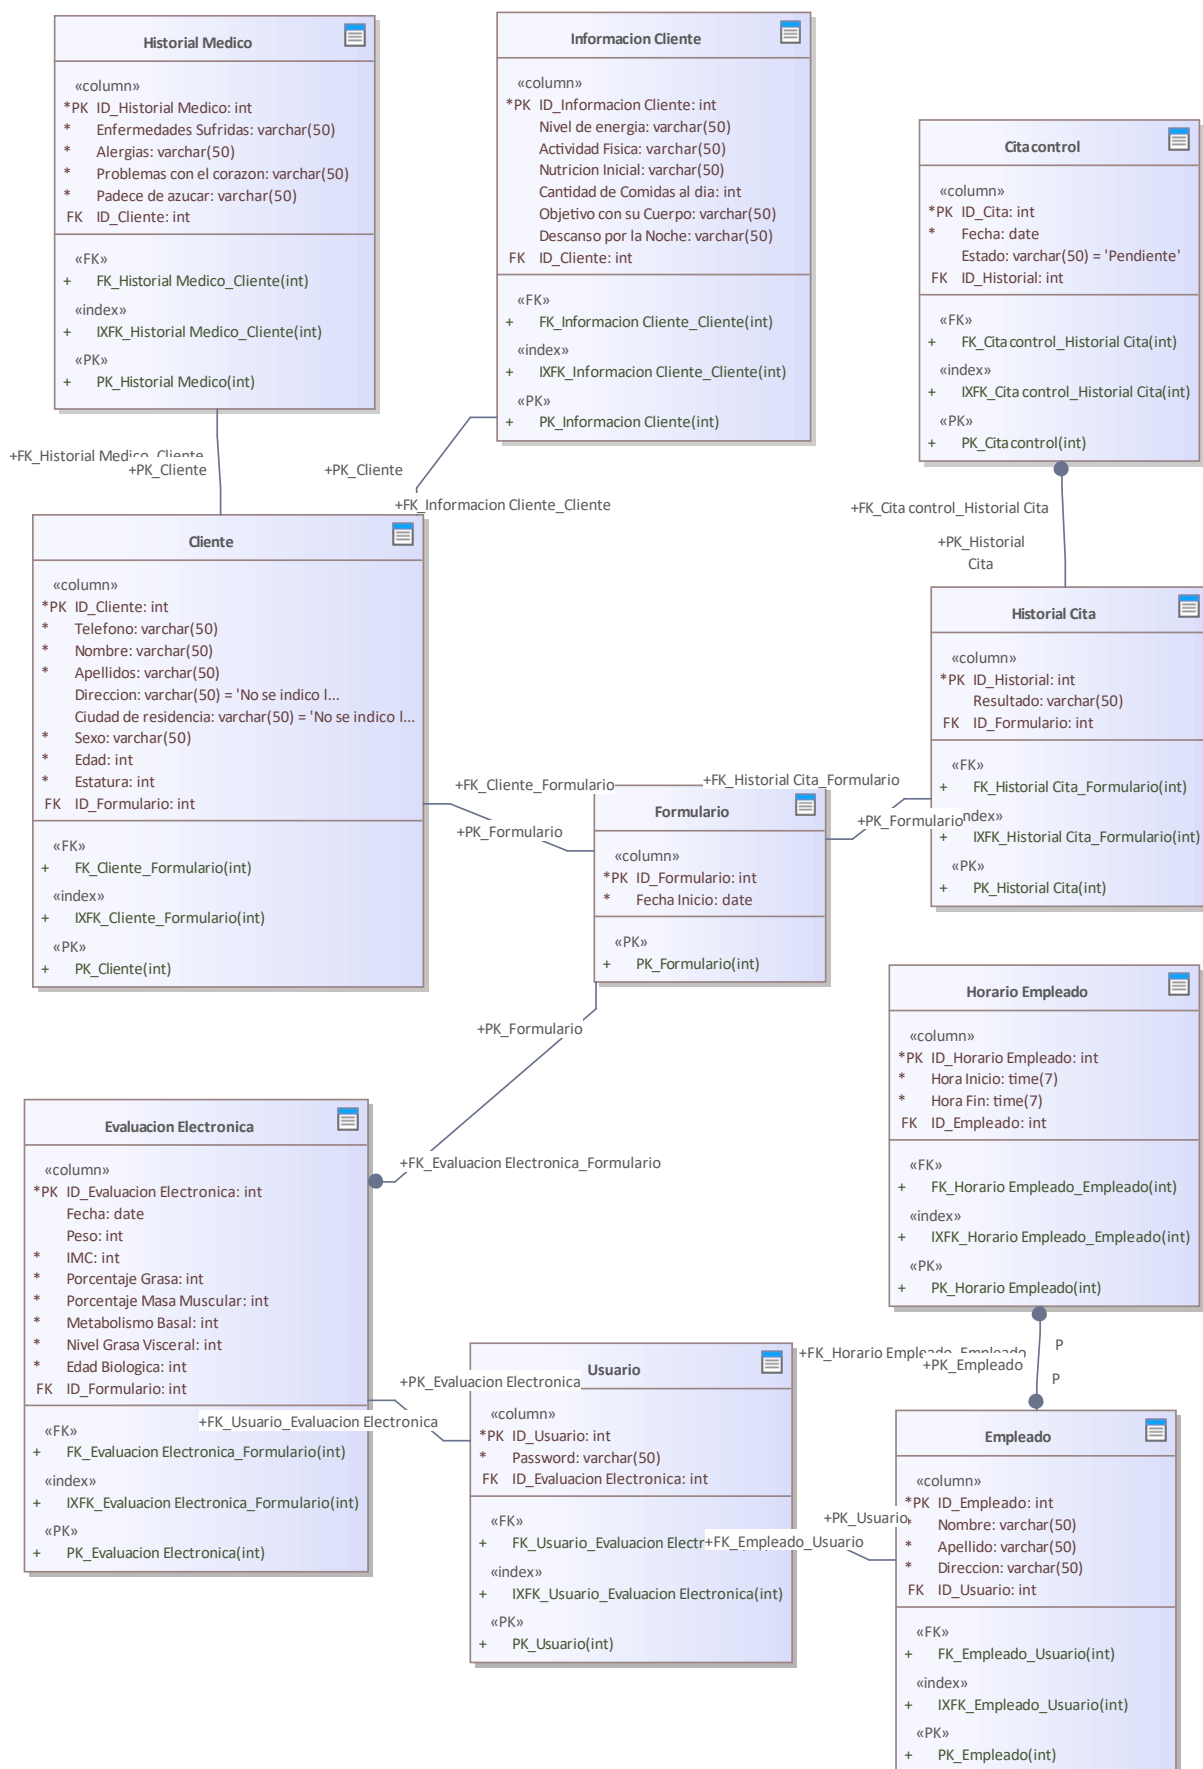 Historial Medico
«column»
*PK ID_Historial Medico: int
* Enfermedades Sufridas: varchar(50)
* Alergias: varchar(50)
* Problemas con el corazon: varchar(50)
* Padece de azucar: varchar(50)
FK ID_Cliente: int
«FK»
+ FK_Historial Medico_Cliente(int)
«index»
+ IXFK_Historial Medico_Cliente(int)
«PK»
+ PK_Historial Medico(int)
Informacion Cliente
«column»
*PK ID_Informacion Cliente: int
Nivel de energia: varchar(50)
Actividad Fisica: varchar(50)
Nutricion Inicial: varchar(50)
Cantidad de Comidas al dia: int
Objetivo con su Cuerpo: varchar(50)
Descanso por la Noche: varchar(50)
FK ID_Cliente: int
«FK»
+ FK_Informacion Cliente_Cliente(int)
«index»
+ IXFK_Informacion Cliente_Cliente(int)
«PK»
+ PK_Informacion Cliente(int)
Cita control
«column»
*PK ID_Cita: int
* Fecha: date
Estado: varchar(50) = 'Pendiente'
FK ID_Historial: int
«FK»
+ FK_Cita control_Historial Cita(int)
«index»
+ IXFK_Cita control_Historial Cita(int)
«PK»
+ PK_Cita control(int)
+FK_Historial Medico_Cliente
+PK_Cliente
+PK_Cliente
+FK_Informacion Cliente_Cliente
+FK_Cita control_Historial Cita
+PK_Historial
Cita
Cliente
«column»
*PK ID_Cliente: int
* Telefono: varchar(50)
* Nombre: varchar(50)
* Apellidos: varchar(50)
Direccion: varchar(50) = 'No se indico l...
Ciudad de residencia: varchar(50) = 'No se indico l...
* Sexo: varchar(50)
* Edad: int
* Estatura: int
FK ID_Formulario: int
«FK»
+ FK_Cliente_Formulario(int)
«index»
+ IXFK_Cliente_Formulario(int)
«PK»
+ PK_Cliente(int)
Historial Cita
«column»
*PK ID_Historial: int
Resultado: varchar(50)
FK ID_Formulario: int
«FK»
+ FK_Historial Cita_Formulario(int)
«index»
+ IXFK_Historial Cita_Formulario(int)
«PK»
+ PK_Historial Cita(int)
+FK_Cliente_Formulario
+PK_Formulario
+FK_Historial Cita_Formulario
+PK_Formulario
Formulario
«column»
*PK ID_Formulario: int
* Fecha Inicio: date
«PK»
+ PK_Formulario(int)
+PK_Formulario
+FK_Evaluacion Electronica_Formulario
Horario Empleado
«column»
*PK ID_Horario Empleado: int
* Hora Inicio: time(7)
* Hora Fin: time(7)
FK ID_Empleado: int
«FK»
+ FK_Horario Empleado_Empleado(int)
«index»
+ IXFK_Horario Empleado_Empleado(int)
«PK»
+ PK_Horario Empleado(int)
Evaluacion Electronica
«column»
*PK ID_Evaluacion Electronica: int
Fecha: date
Peso: int
* IMC: int
* Porcentaje Grasa: int
* Porcentaje Masa Muscular: int
* Metabolismo Basal: int
* Nivel Grasa Visceral: int
* Edad Biologica: int
FK ID_Formulario: int
«FK»
+ FK_Evaluacion Electronica_Formulario(int)
«index»
+ IXFK_Evaluacion Electronica_Formulario(int)
«PK»
+ PK_Evaluacion Electronica(int)
+PK_Evaluacion Electronica
+FK_Usuario_Evaluacion Electronica
+FK_Horario Empleado_Empleado
+PK_Empleado
P
P
Usuario
«column»
*PK ID_Usuario: int
* Password: varchar(50)
FK ID_Evaluacion Electronica: int
«FK»
+ FK_Usuario_Evaluacion Electr
«index»
+ IXFK_Usuario_Evaluacion Electronica(int)
«PK»
+ PK_Usuario(int)
+PK_Usuario
+FK_Empleado_Usuario
Empleado
«column»
*PK ID_Empleado: int
* Nombre: varchar(50)
* Apellido: varchar(50)
* Direccion: varchar(50)
FK ID_Usuario: int
«FK»
+ FK_Empleado_Usuario(int)
«index»
+ IXFK_Empleado_Usuario(int)
«PK»
+ PK_Empleado(int)